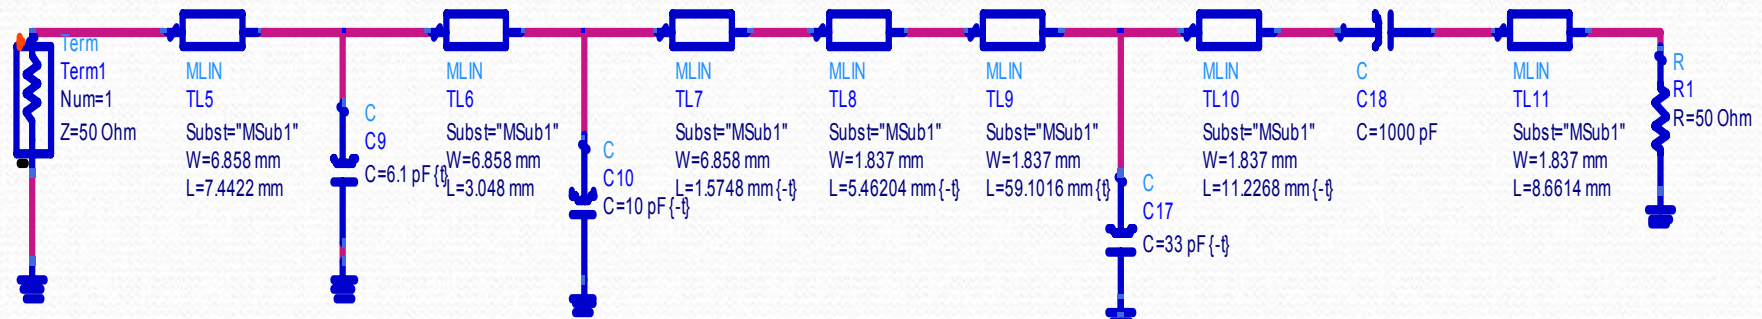 Term
Term1
Num=1
Z=50 Ohm
MLIN
TL5
Subst="MSub1"
W=6.858 mm
L=7.4422 mm
C
C9
C=6.1 pF {t}
MLIN
TL6
Subst="MSub1"
W=6.858 mm
L=3.048 mm
C
C10
C=10 pF {-t}
MLIN
TL7
Subst="MSub1"
W=6.858 mm
L=1.5748 mm {-t}
MLIN
TL8
Subst="MSub1"
W=1.837 mm
L=5.46204 mm {-t}
MLIN
TL9
Subst="MSub1"
W=1.837 mm
L=59.1016 mm {t}
C
C17
C=33 pF {-t}
MLIN
TL10
Subst="MSub1"
W=1.837 mm
L=11.2268 mm {-t}
C
C18
C=1000 pF
MLIN
TL11
Subst="MSub1"
W=1.837 mm
L=8.6614 mm
R
R1
R=50 Ohm